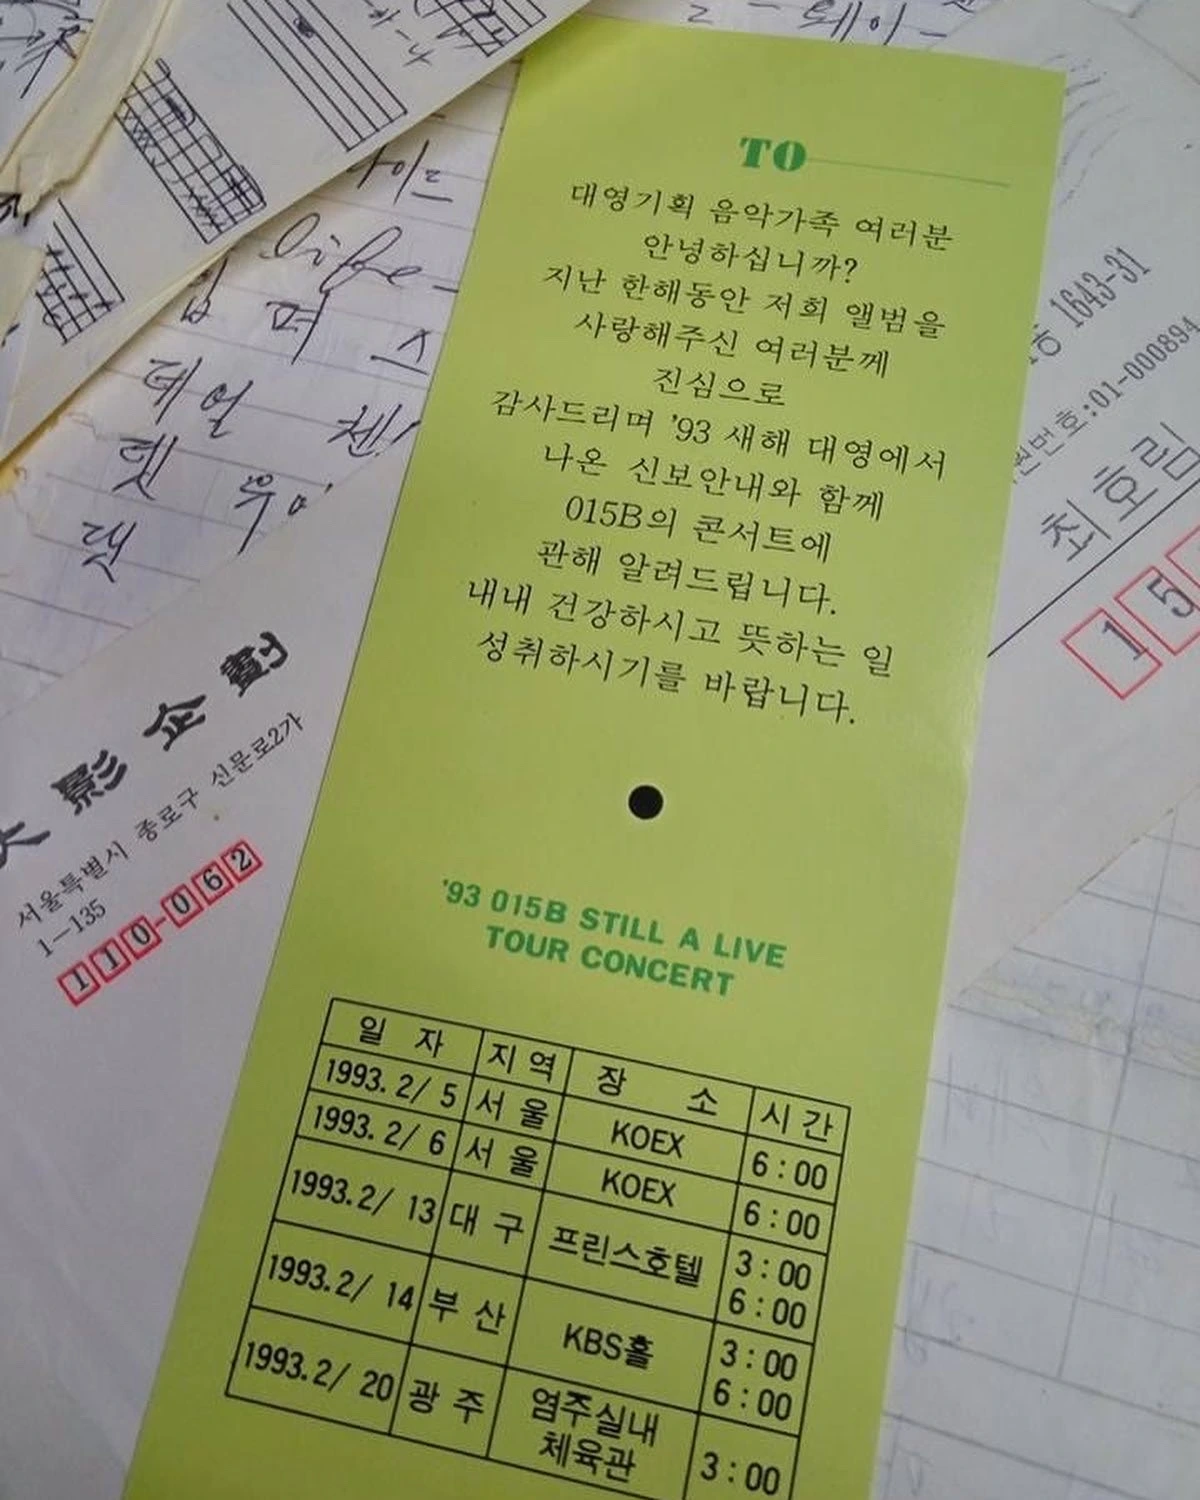 TO
대영기획 음악가족 여러분
안녕하십니까?
지난 한해동안 저희 앨범을
사랑해주신 여러분께
진심으로
감사드리며 '93 새해 대영에서
나온 신보안내와 함께
015B의 콘서트에
관해 알려드립니다.
내내 건강하시고 뜻하는 일
성취하시기를 바랍니다.
'93 015B STILL A LIVE
TOUR CONCERT
일 자 지역 장 소 시간
1993. 2/ 5 서울 KOEX 6:00
1993. 2/ 6 서울 KOEX 6:00
1993. 2/ 13 대구 프린스호텔 3:00
6:00
1993. 2/ 14 부산 KBS홀 3:00
6:00
1993. 2/ 20 광주 염주실내
체육관 3:00
影企劃
서울특별시 종로구 신문로2가
1-135
110-062
1643-31
번호:01-000894
최호림
15
Life
데얼